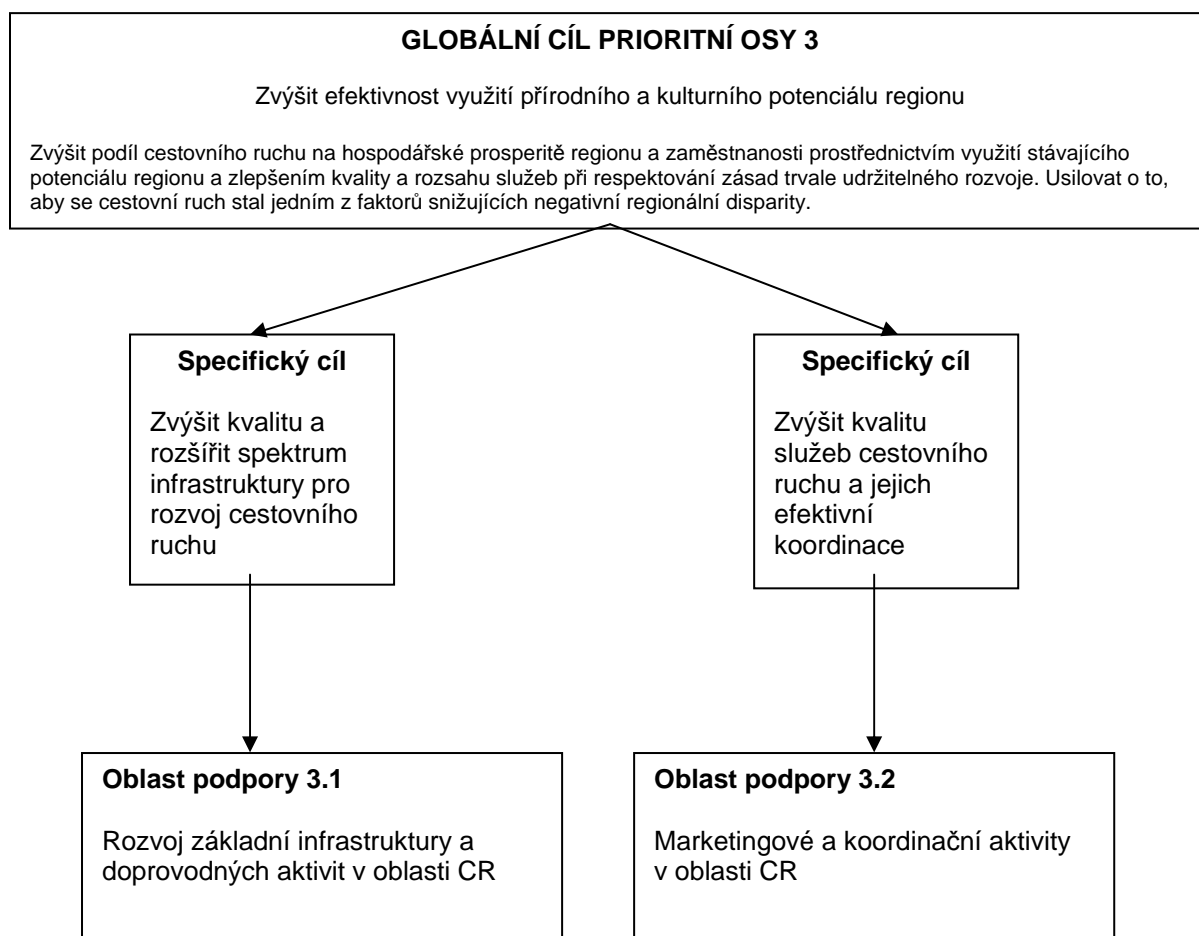 GLOBÁLNÍ CÍL PRIORITNÍ OSY 3
Zvýšit efektivnost využití přírodního a kulturního potenciálu regionu
Zvýšit podíl cestovního ruchu na hospodářské prosperitě regionu a zaměstnanosti prostřednictvím využití stávajícího
potenciálu regionu a zlepšením kvality a rozsahu služeb při respektování zásad trvale udržitelného rozvoje. Usilovat o to,
aby se cestovní ruch stal jedním z faktorů snižujících negativní regionální disparity.
Specifický cíl
Zvýšit kvalitu a
rozšířit spektrum
infrastruktury pro
rozvoj cestovního
ruchu
Specifický cíl
Zvýšit kvalitu
služeb cestovního
ruchu a jejich
efektivní
koordinace
Oblast podpory 3.1
Rozvoj základní infrastruktury a
doprovodných aktivit v oblasti CR
Oblast podpory 3.2
Marketingové a koordinační aktivity
v oblasti CR